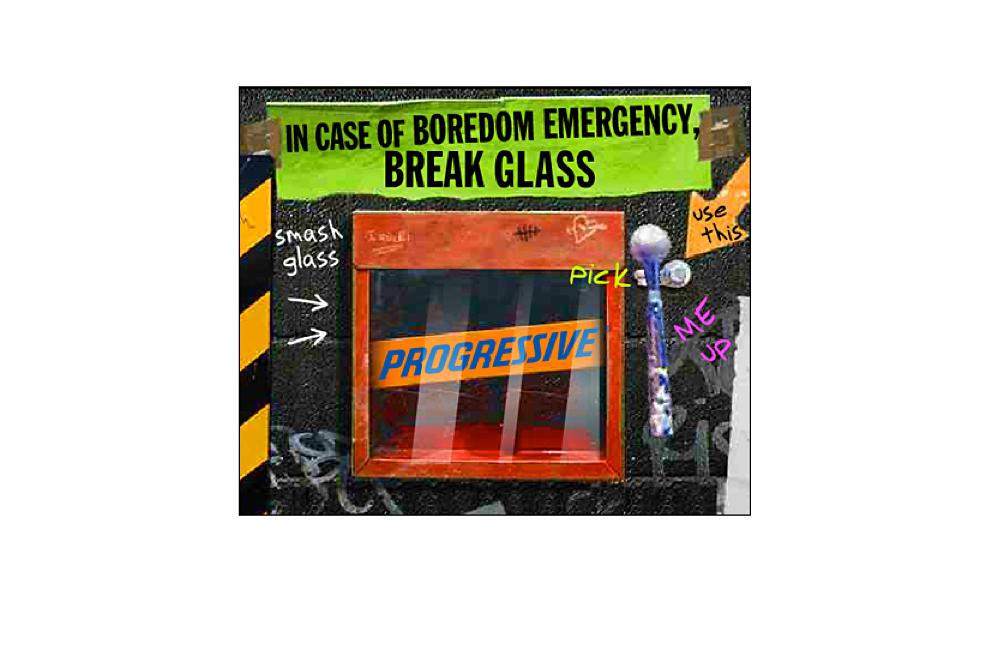 IN CASE OF BOREDOM EMERGENCY,
BREAK GLASS
use
this
smash
glass
Pick
ME
UP
PROGRESSIVE